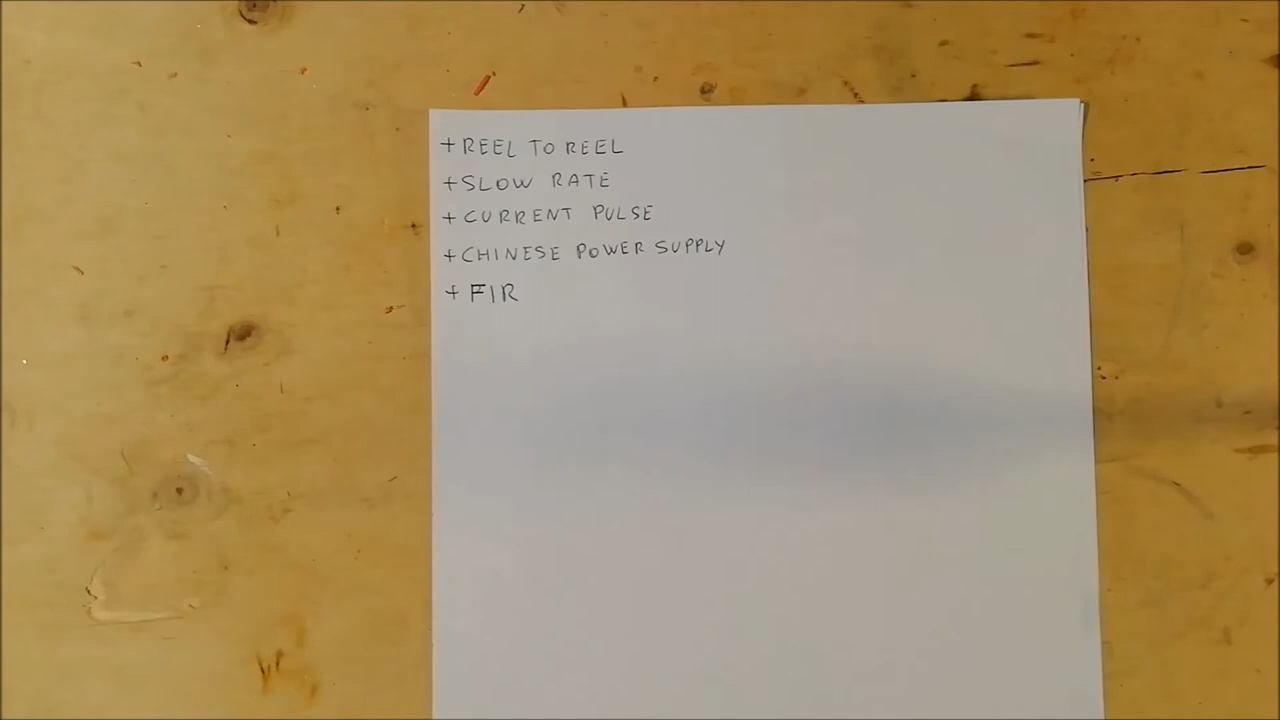 +REEL TO REEL
+SLOW RATE
+CURRENT PULSE
+CHINESE POWER SUPPLY
+ FIR